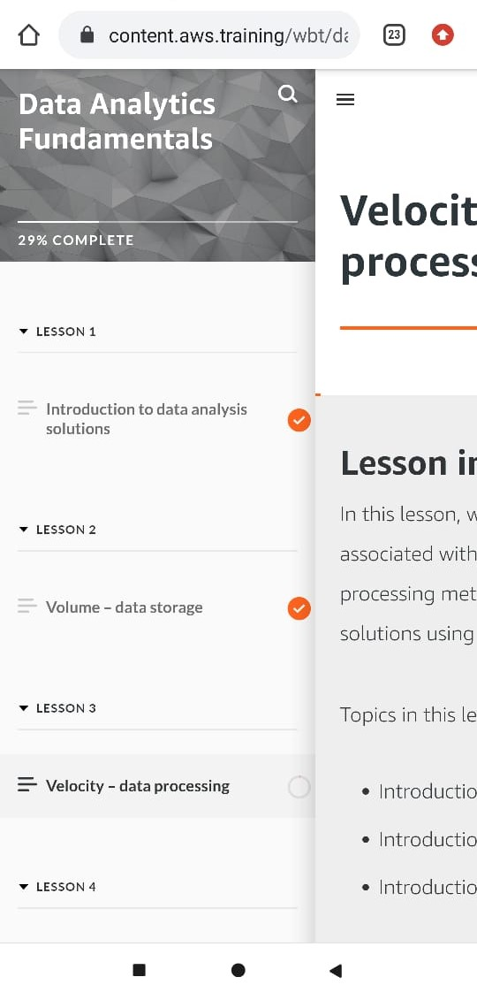 content.aws.training/wbt/da
23
Data Analytics
Fundamentals
29% COMPLETE
LESSON 1
Introduction to data analysis
solutions
LESSON 2
Volume – data storage
LESSON 3
Velocity – data processing
LESSON 4
Velocit
process
Lesson in
In this lesson, w
associated with
processing met
solutions using
Topics in this le
• Introductio
• Introductio
• Introductio